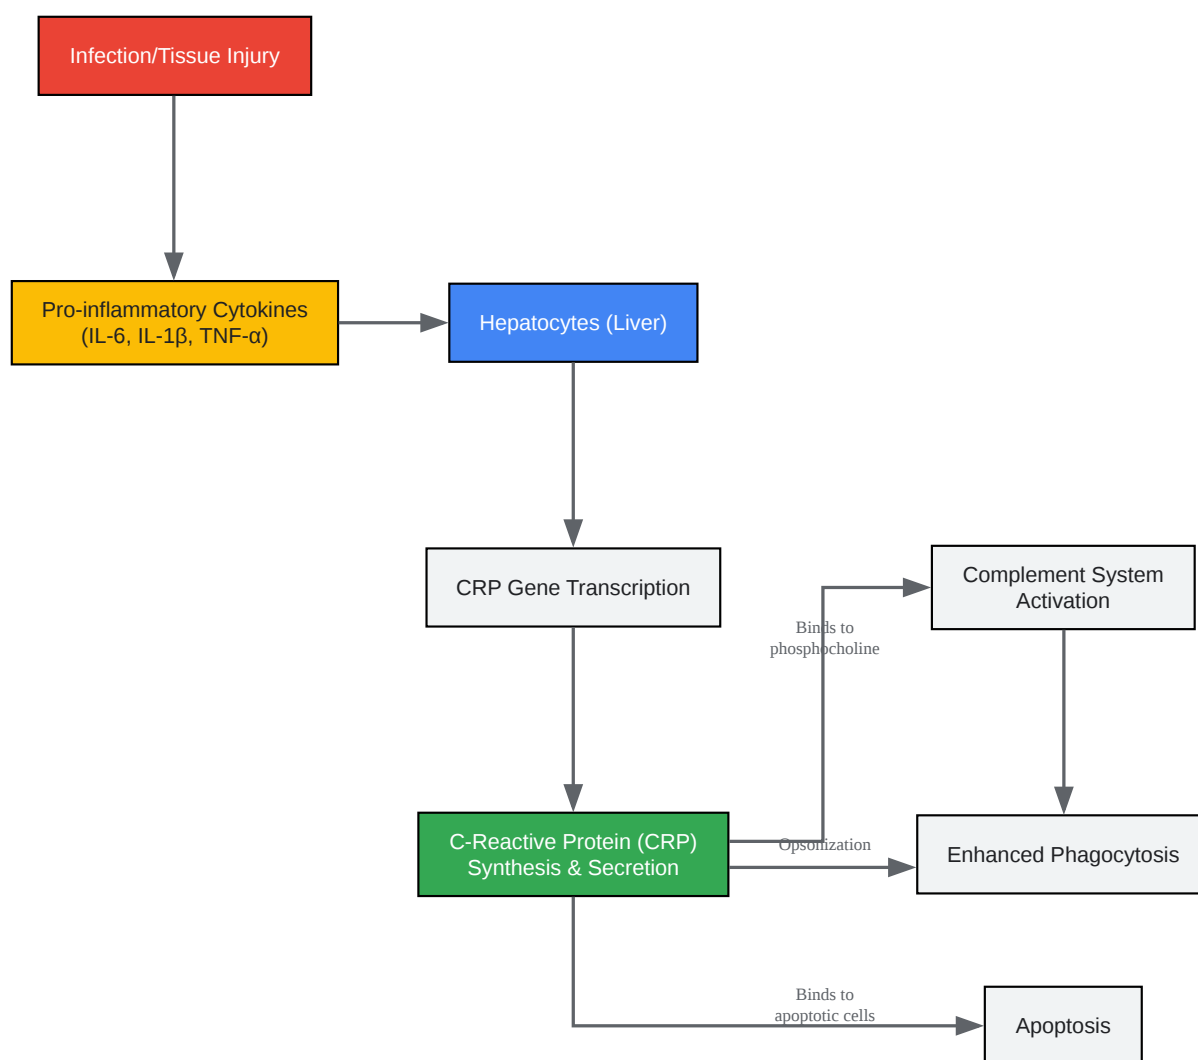 Infection/Tissue Injury
Pro-inflammatory Cytokines
(IL-6, IL-1β, TNF-α)
Hepatocytes (Liver)
CRP Gene Transcription
Complement System
Activation
Binds to
phosphocholine
C-Reactive Protein (CRP)
Synthesis & Secretion
Opsonization
Enhanced Phagocytosis
Binds to
apoptotic cells
Apoptosis